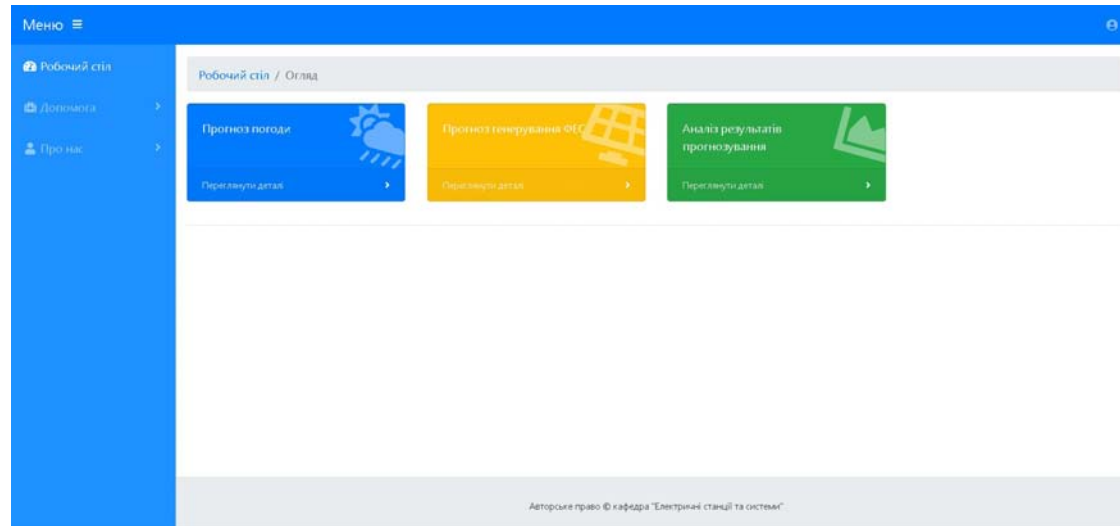 Меню
Робочий стіл
Допомога
Про нас
Робочий стіл / Огляд
Прогноз погоди
Переглянути деталі
Прогноз генерування ФЕС
Переглянути деталі
Аналіз результатів
прогнозування
Переглянути деталі
Авторське право © кафедра "Електричні станції та системи"